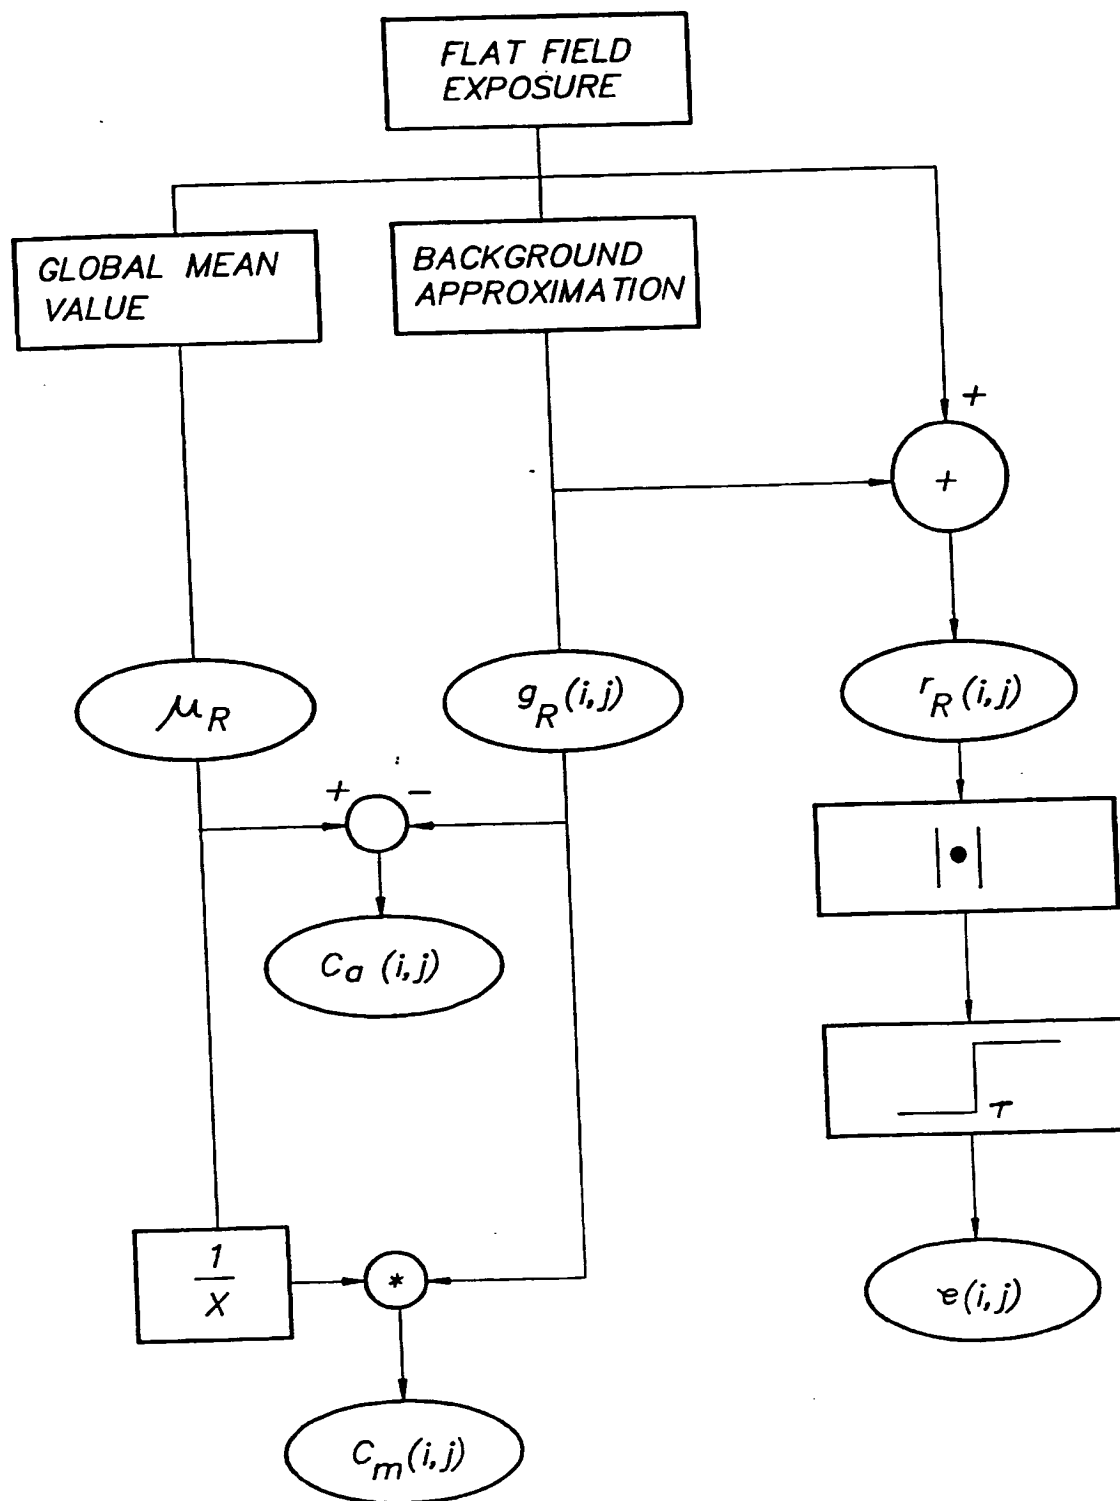 FLAT FIELD
EXPOSURE
GLOBAL MEAN
VALUE
BACKGROUND
APPROXIMATION
+
+
μR
gR(i,j)
rR(i,j)
+ −
|●|
Ca (i,j)
τ
1
X
*
e(i,j)
Cm(i,j)